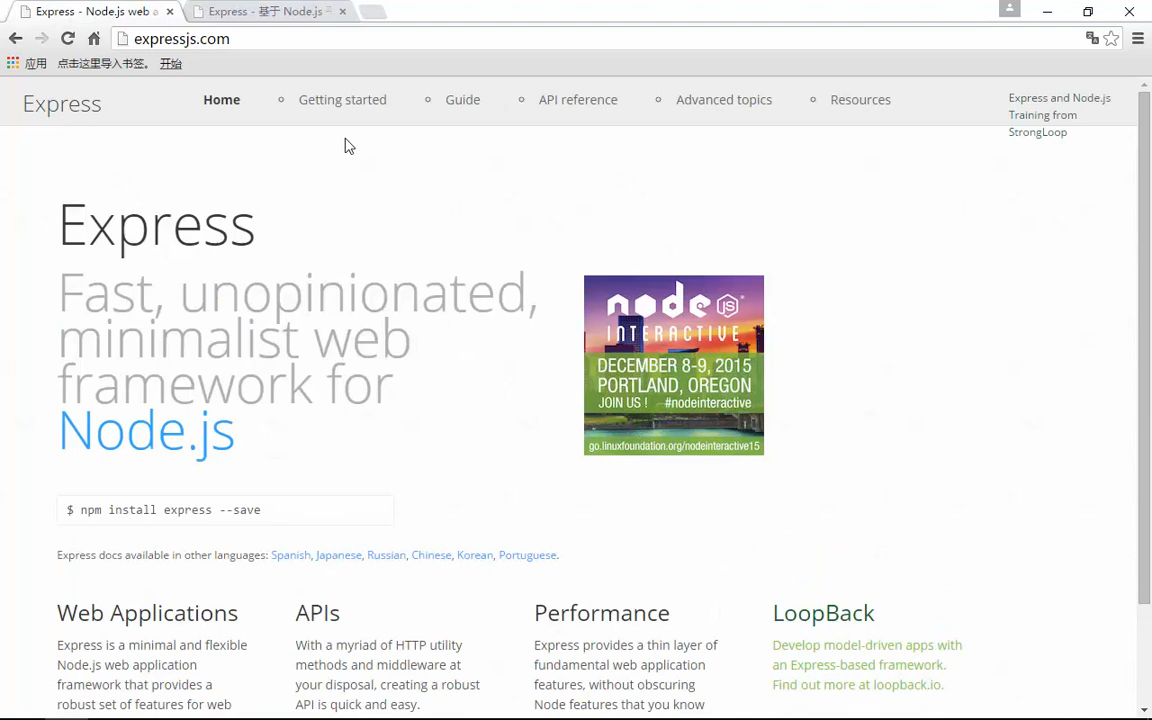 Express - Node.js web a
Express - 基于 Node.js
expressjs.com
应用 点击这里导入书签。 开始
Express
Home
Getting started
Guide
API reference
Advanced topics
Resources
Express and Node.js
Training from
StrongLoop
Express
Fast, unopinionated,
minimalist web
framework for
Node.js
node JS
INTERACTIVE
DECEMBER 8-9, 2015
PORTLAND, OREGON
JOIN US ! #nodeinteractive
go.linuxfoundation.org/nodeinteractive15
$ npm install express --save
Express docs available in other languages: Spanish, Japanese, Russian, Chinese, Korean, Portuguese.
Web Applications
Express is a minimal and flexible
Node.js web application
framework that provides a
robust set of features for web
APIs
With a myriad of HTTP utility
methods and middleware at
your disposal, creating a robust
API is quick and easy.
Performance
Express provides a thin layer of
fundamental web application
features, without obscuring
Node features that you know
LoopBack
Develop model-driven apps with
an Express-based framework.
Find out more at loopback.io.